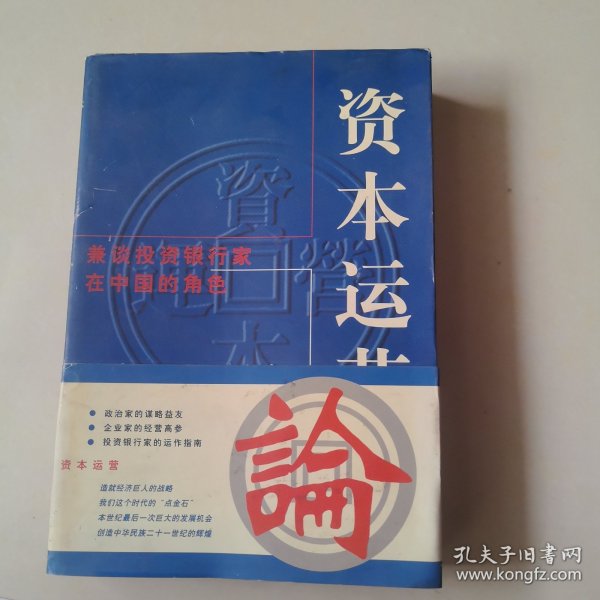 资本运营
兼谈投资银行家
在中国的角色
資本運營
論
● 政治家的谋略益友
● 企业家的经营高参
● 投资银行家的运作指南
资本运营
造就经济巨人的战略
我们这个时代的“点金石”
本世纪最后一次巨大的发展机会
创造中华民族二十一世纪的辉煌
孔夫子旧书网
www.kongfz.com